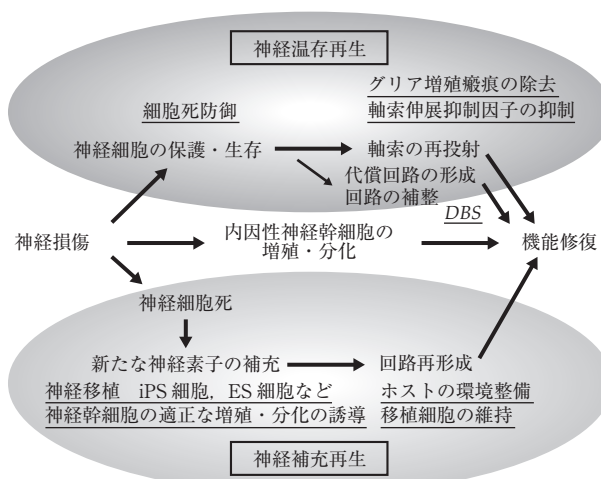 神経温存再生
グリア増殖瘢痕の除去
細胞死防御
軸索伸展抑制因子の抑制
神経細胞の保護・生存
軸索の再投射
代償回路の形成
回路の補整
DBS
神経損傷
内因性神経幹細胞の
増殖・分化
機能修復
神経細胞死
新たな神経素子の補充
回路再形成
神経移植 iPS細胞，ES細胞など
ホストの環境整備
神経幹細胞の適正な増殖・分化の誘導
移植細胞の維持
神経補充再生